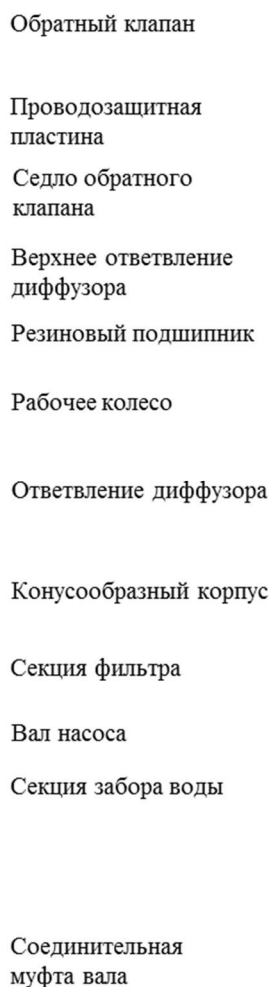 Обратный клапан
Проводозащитная
пластина
Седло обратного
клапана
Верхнее ответвление
диффузора
Резиновый подшипник
Рабочее колесо
Ответвление диффузора
Конусообразный корпус
Секция фильтра
Вал насоса
Секция забора воды
Соединительная
муфта вала